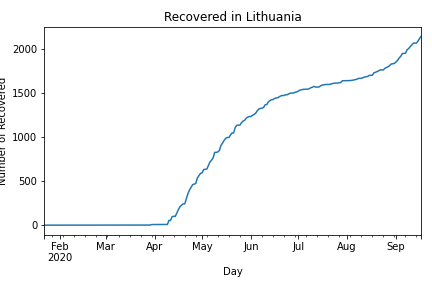 Recovered in Lithuania
Number of Recovered
2000
1500
1000
500
0
Feb
2020
Mar
Apr
May
Jun
Jul
Aug
Sep
Day